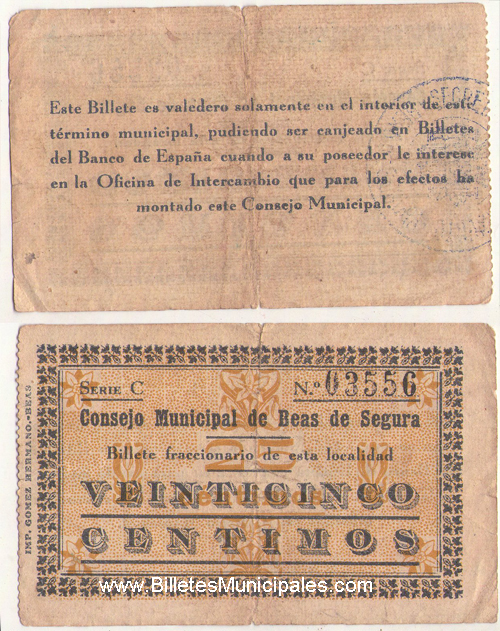 Este Billete es valedero solamente en el interior de este
término municipal, pudiendo ser canjeado en Billetes
del Banco de España cuando a su poseedor le interese
en la Oficina de Intercambio que para los efectos ha
montado este Consejo Municipal.
SERIE C N.º 03556
Consejo Municipal de Beas de Segura
Billete fraccionario de esta localidad
VEINTICINCO
CENTIMOS
IMP. GOMEZ HERMANO.-BEAS
www.BilletesMunicipales.com